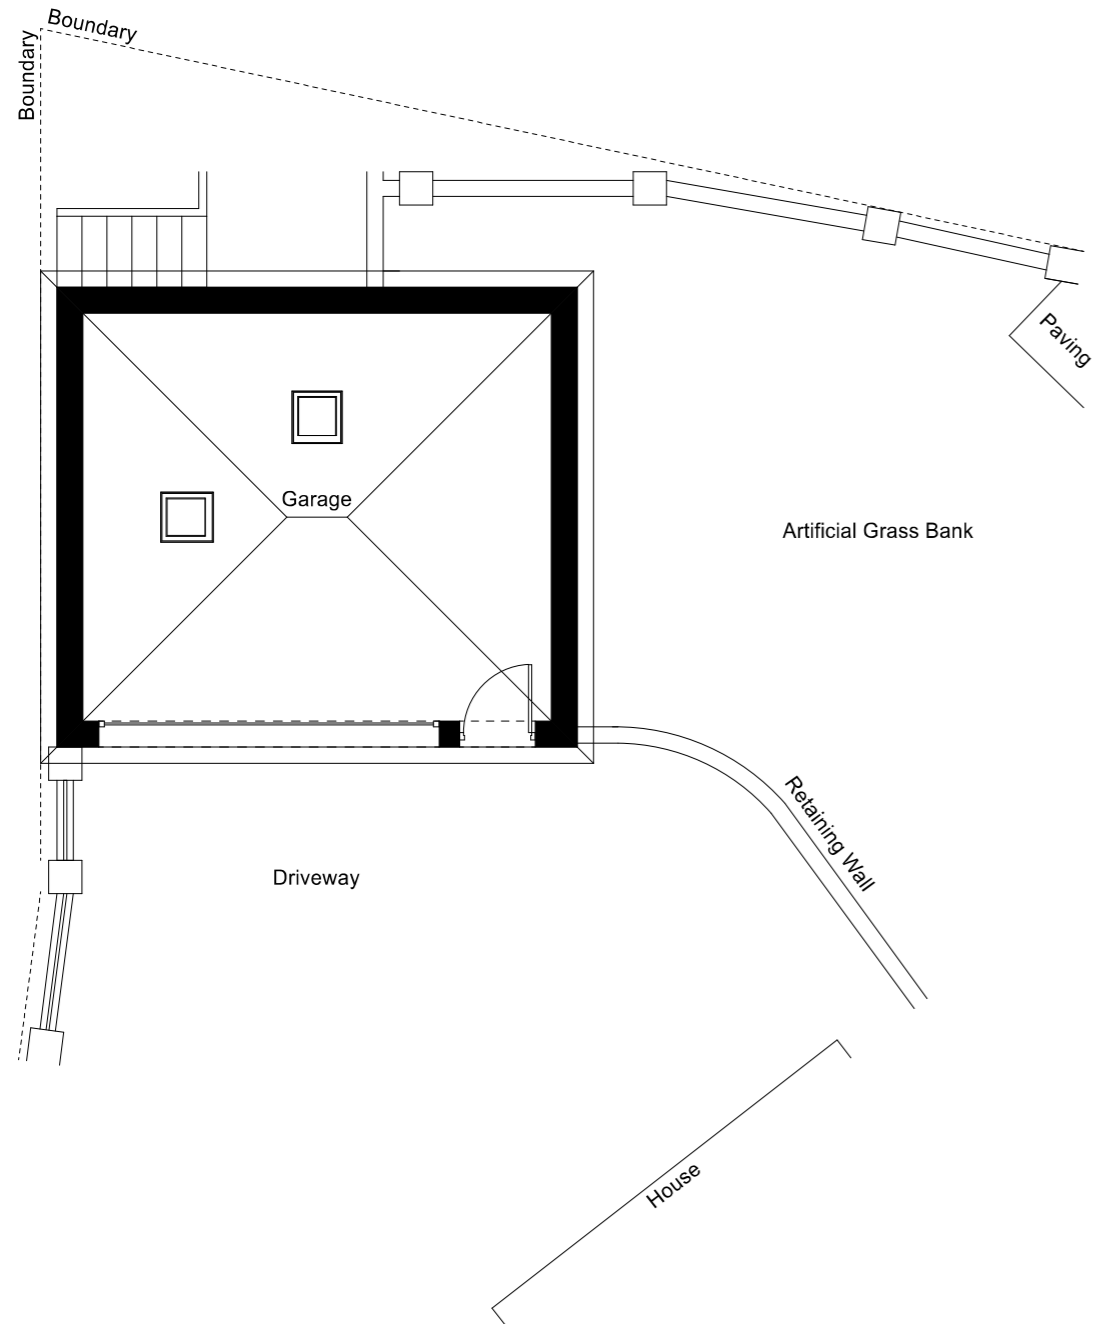 Boundary
Boundary
Paving
Garage
Artificial Grass Bank
Retaining Wall
Driveway
House